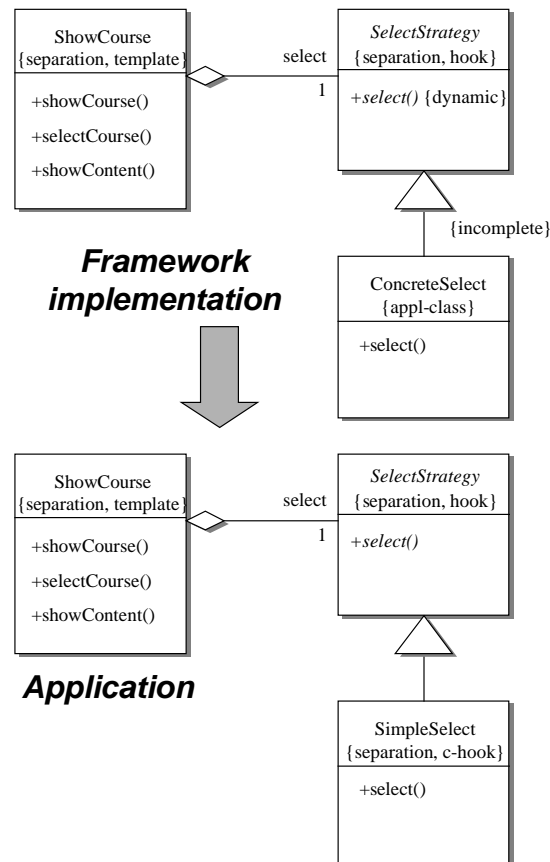 ShowCourse
{separation, template}
+showCourse()
+selectCourse()
+showContent()
select
1
SelectStrategy
{separation, hook}
+select() {dynamic}
{incomplete}
ConcreteSelect
{appl-class}
+select()
Framework
implementation
ShowCourse
{separation, template}
+showCourse()
+selectCourse()
+showContent()
select
1
SelectStrategy
{separation, hook}
+select()
Application
SimpleSelect
{separation, c-hook}
+select()